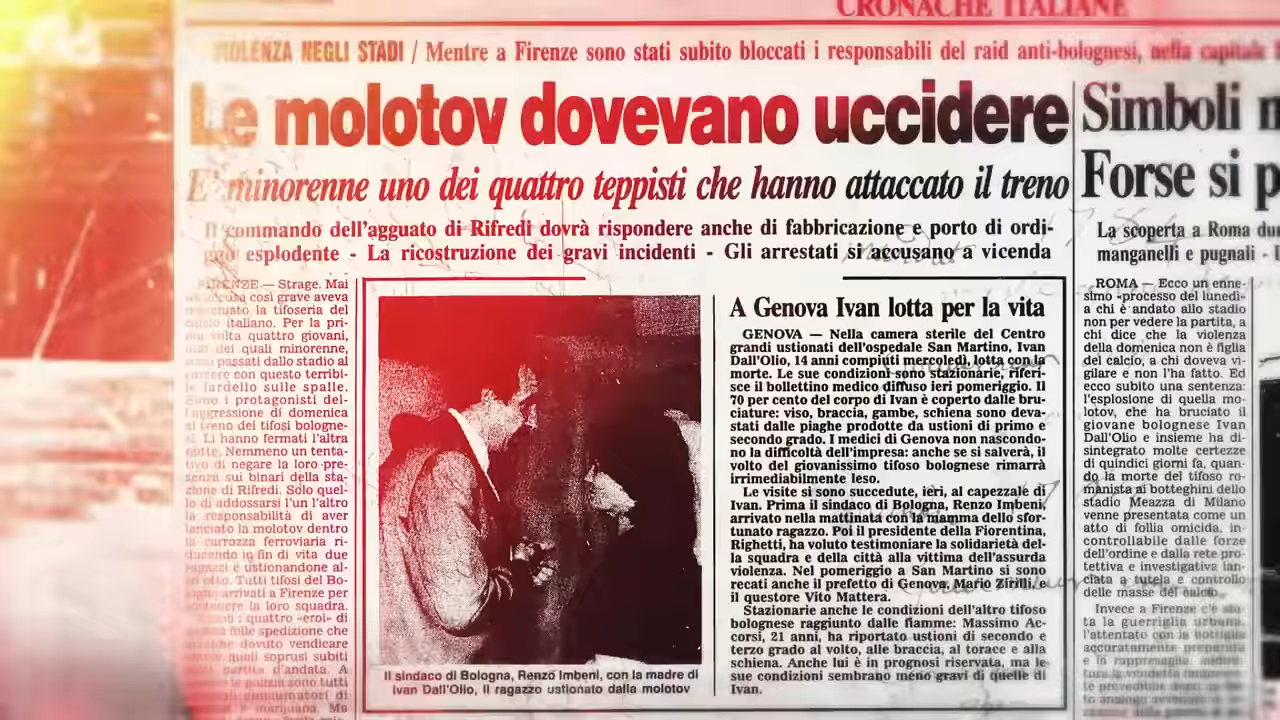 CRONACHE ITALIANE
VIOLENZA NEGLI STADI / Mentre a Firenze sono stati subito bloccati i responsabili del raid anti-bolognesi, nella capitale
Le molotov dovevano uccidere
E' minorenne uno dei quattro teppisti che hanno attaccato il treno
Il commando dell'agguato di Rifredi dovrà rispondere anche di fabbricazione e porto di ordi-
gno esplodente - La ricostruzione dei gravi incidenti - Gli arrestati si accusano a vicenda
FIRENZE — Strage. Mai
accusa così grave aveva
la tifoseria del
calcio italiano. Per la pri-
ma volta quattro giovani,
uno dei quali minorenne,
sono passati dallo stadio al
carcere con questo terribi-
le fardello sulle spalle.
Sono i protagonisti del-
l'aggressione di domenica
al treno dei tifosi bologne-
si. Li hanno fermati l'altra
notte. Nemmeno un tenta-
tivo di negare la loro pre-
senza sui binari della sta-
zione di Rifredi. Solo quel-
lo di addossarsi l'un l'altro
la responsabilità di aver
lanciato la molotov dentro
la carrozza ferroviaria ri-
ducendo in fin di vita due
ragazzi e ustionandone al-
tri otto. Tutti tifosi del Bo-
logna arrivati a Firenze per
sostenere la loro squadra.
i quattro «eroi» di
folle spedizione che
dovuto vendicare
quali soprusi subiti
partita d'andata. A
sono tutti
di
e marijuana. Ma
Il sindaco di Bologna, Renzo Imbeni, con la madre di
Ivan Dall'Olio, il ragazzo ustionato dalla molotov
A Genova Ivan lotta per la vita
GENOVA — Nella camera sterile del Centro
grandi ustionati dell'ospedale San Martino, Ivan
Dall'Olio, 14 anni compiuti mercoledì, lotta con la
morte. Le sue condizioni sono stazionarie, riferi-
sce il bollettino medico diffuso ieri pomeriggio. Il
70 per cento del corpo di Ivan è coperto dalle bru-
ciature: viso, braccia, gambe, schiena sono deva-
stati dalle piaghe prodotte da ustioni di primo e
secondo grado. I medici di Genova non nascondo-
no la difficoltà dell'impresa: anche se si salverà, il
volto del giovanissimo tifoso bolognese rimarrà
irrimediabilmente leso.
Le visite si sono succedute, ieri, al capezzale di
Ivan. Prima il sindaco di Bologna, Renzo Imbeni,
arrivato nella mattinata con la mamma dello sfor-
tunato ragazzo. Poi il presidente della Fiorentina,
Righetti, ha voluto testimoniare la solidarietà del-
la squadra e della città alla vittima dell'assurda
violenza. Nel pomeriggio a San Martino si sono
recati anche il prefetto di Genova, Mario Zirilli, e
il questore Vito Mattera.
Stazionarie anche le condizioni dell'altro tifoso
bolognese raggiunto dalle fiamme: Massimo Ac-
corsi, 21 anni, ha riportato ustioni di secondo e
terzo grado al volto, alle braccia, al torace e alla
schiena. Anche lui è in prognosi riservata, ma le
sue condizioni sembrano meno gravi di quelle di
Ivan.
Simboli
Forse si
La scoperta a Roma
manganelli e pugnali -
ROMA — Ecco un enne-
simo «processo del lunedì»
a chi è andato allo stadio
non per vedere la partita, a
chi dice che la violenza
della domenica non è figlia
del calcio, a chi doveva vi-
gilare e non l'ha fatto. Ed
ecco subito una sentenza:
l'esplosione di quella mo-
lotov, che ha bruciato il
giovane bolognese Ivan
Dall'Olio e insieme ha di-
sintegrato molte certezze
di quindici giorni fa, quan-
do la morte del tifoso ro-
manista ai botteghini dello
stadio Meazza di Milano
venne presentata come un
atto di follia omicida, in-
controllabile dalle forze
dell'ordine e dalla rete pro-
tettiva e investigativa lan-
ciata a tutela e controllo
delle masse del calcio.
Invece a Firenze c'è sta-
ta la guerriglia urbana,
l'attentato con la bottiglia
accuratamente preparata